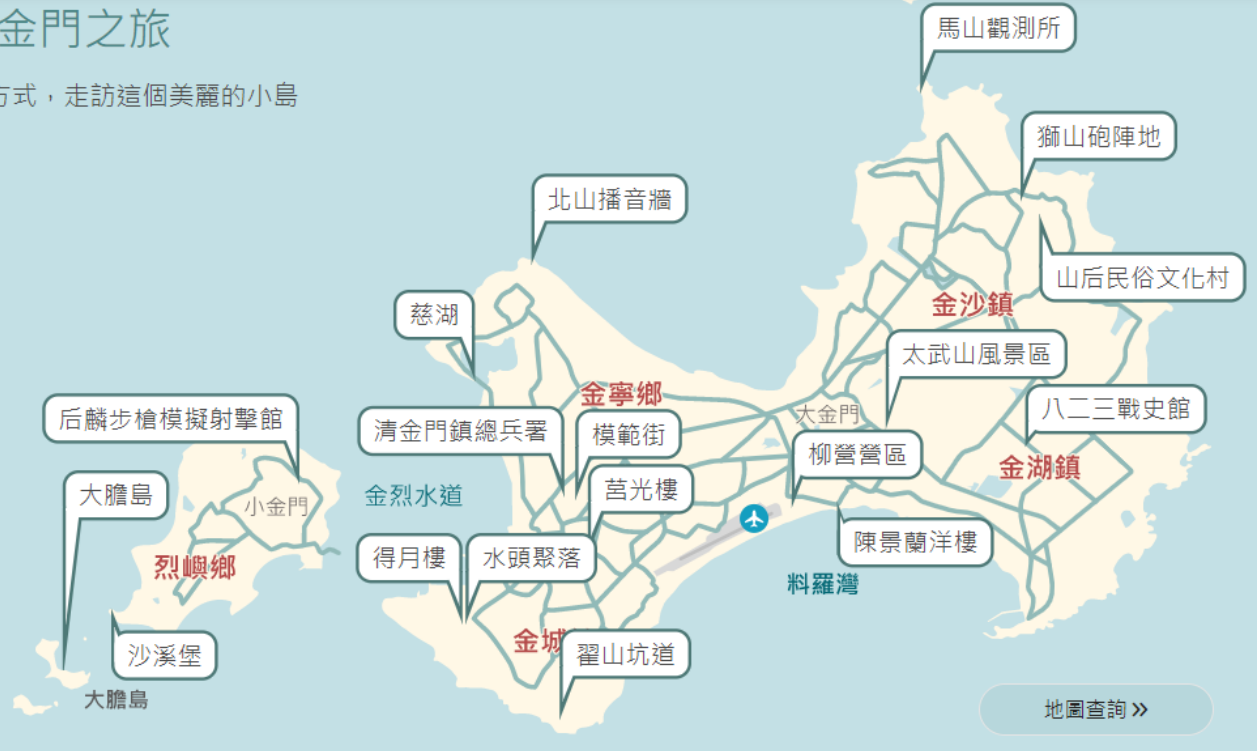 金門之旅
方式，走訪這個美麗的小島
馬山觀測所
獅山砲陣地
北山播音牆
山后民俗文化村
慈湖
金沙鎮
太武山風景區
金寧鄉
大金門
八二三戰史館
后麟步槍模擬射擊館
清金門鎮總兵署
模範街
柳營營區
金湖鎮
大膽島
小金門
金烈水道
莒光樓
得月樓
水頭聚落
陳景蘭洋樓
烈嶼鄉
料羅灣
金城
翟山坑道
沙溪堡
大膽島
地圖查詢»